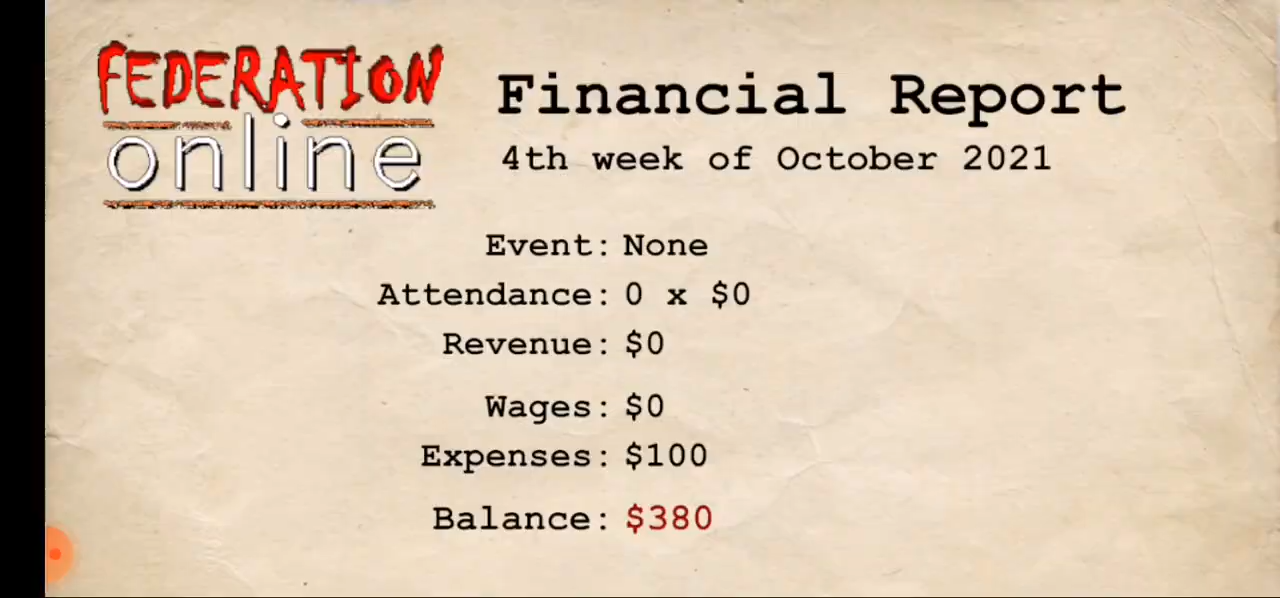 FEDERATION
online
Financial Report
4th week of October 2021
Event: None
Attendance: 0 x $0
Revenue: $0
Wages: $0
Expenses: $100
Balance: $380